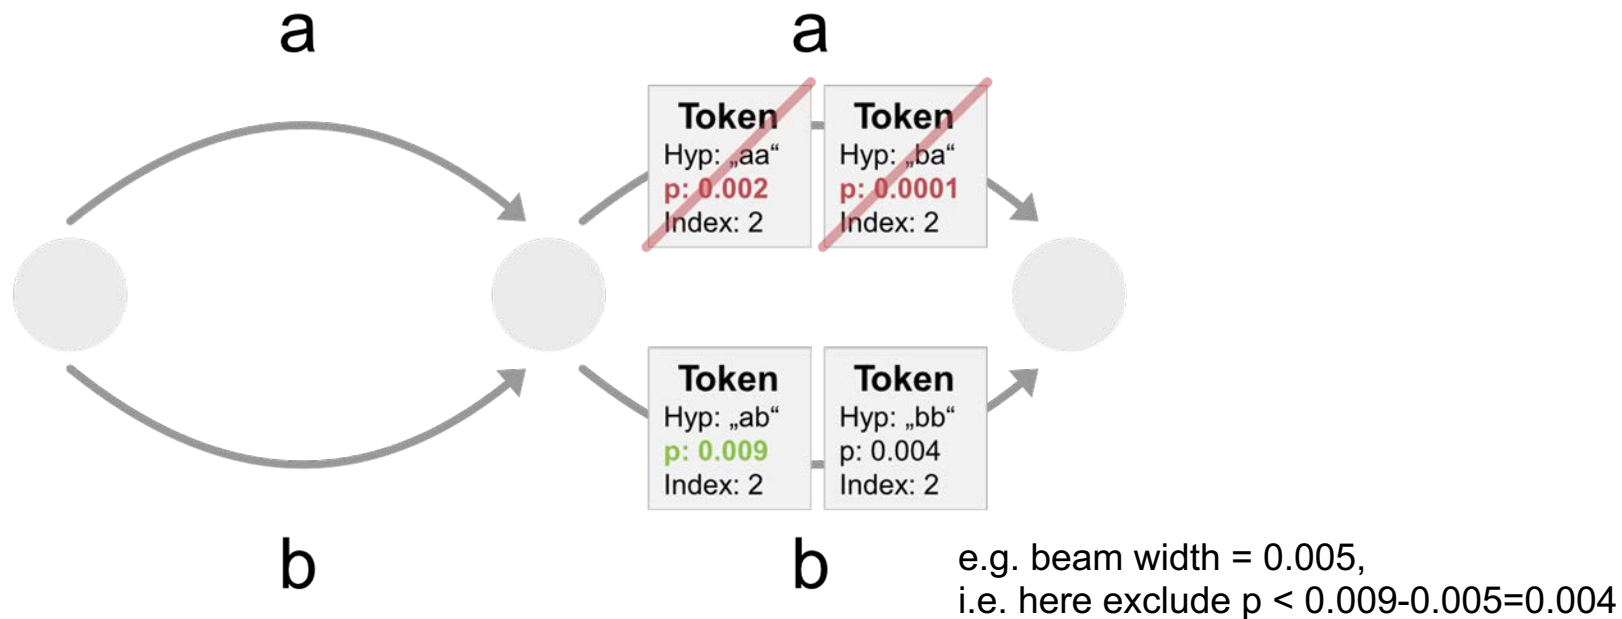 a
a
Token
Hyp: „aa“
p: 0.002
Index: 2
Token
Hyp: „ba“
p: 0.0001
Index: 2
Token
Hyp: „ab“
p: 0.009
Index: 2
Token
Hyp: „bb“
p: 0.004
Index: 2
b
b
e.g. beam width = 0.005,
i.e. here exclude p < 0.009-0.005=0.004